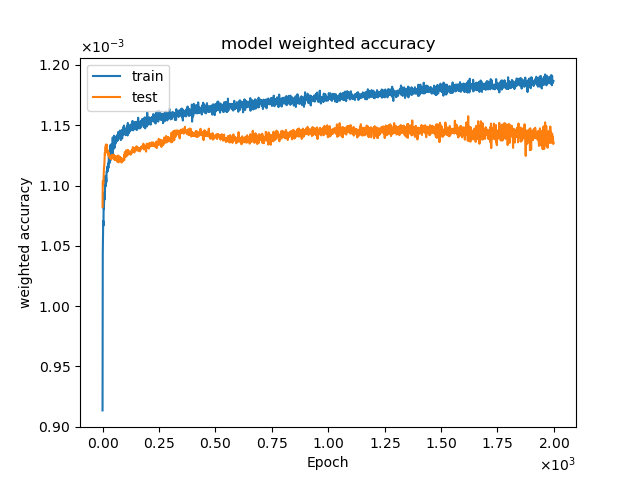 model weighted accuracy
×10⁻³
1.20
1.15
1.10
1.05
1.00
0.95
0.90
weighted accuracy
train
test
0.00 0.25 0.50 0.75 1.00 1.25 1.50 1.75 2.00
Epoch
×10³